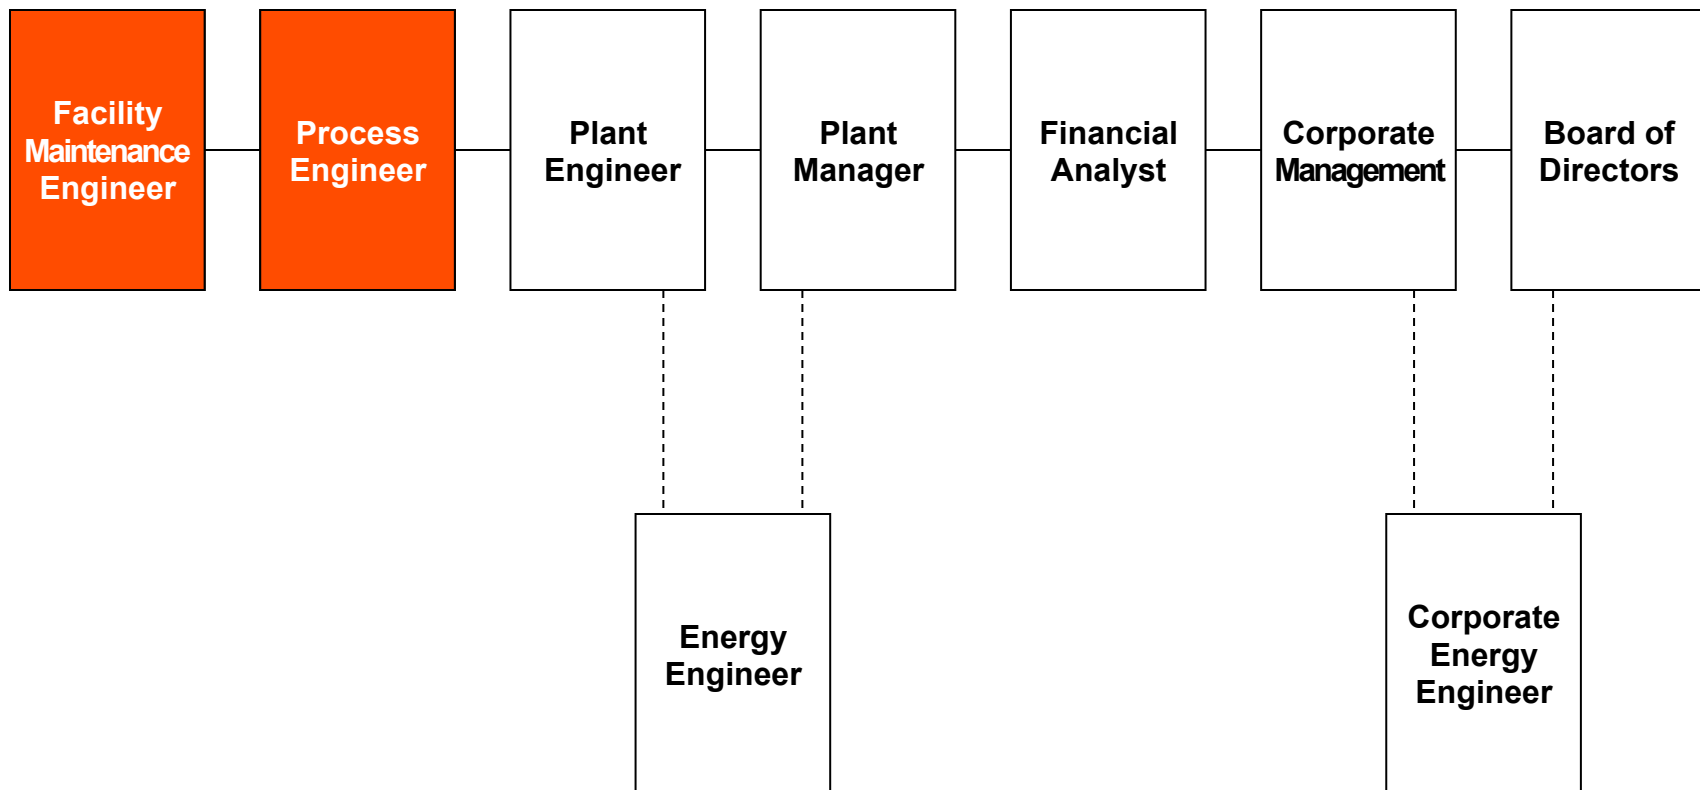 Facility
Maintenance
Engineer
Process
Engineer
Plant
Engineer
Plant
Manager
Financial
Analyst
Corporate
Management
Board of
Directors
Energy
Engineer
Corporate
Energy
Engineer